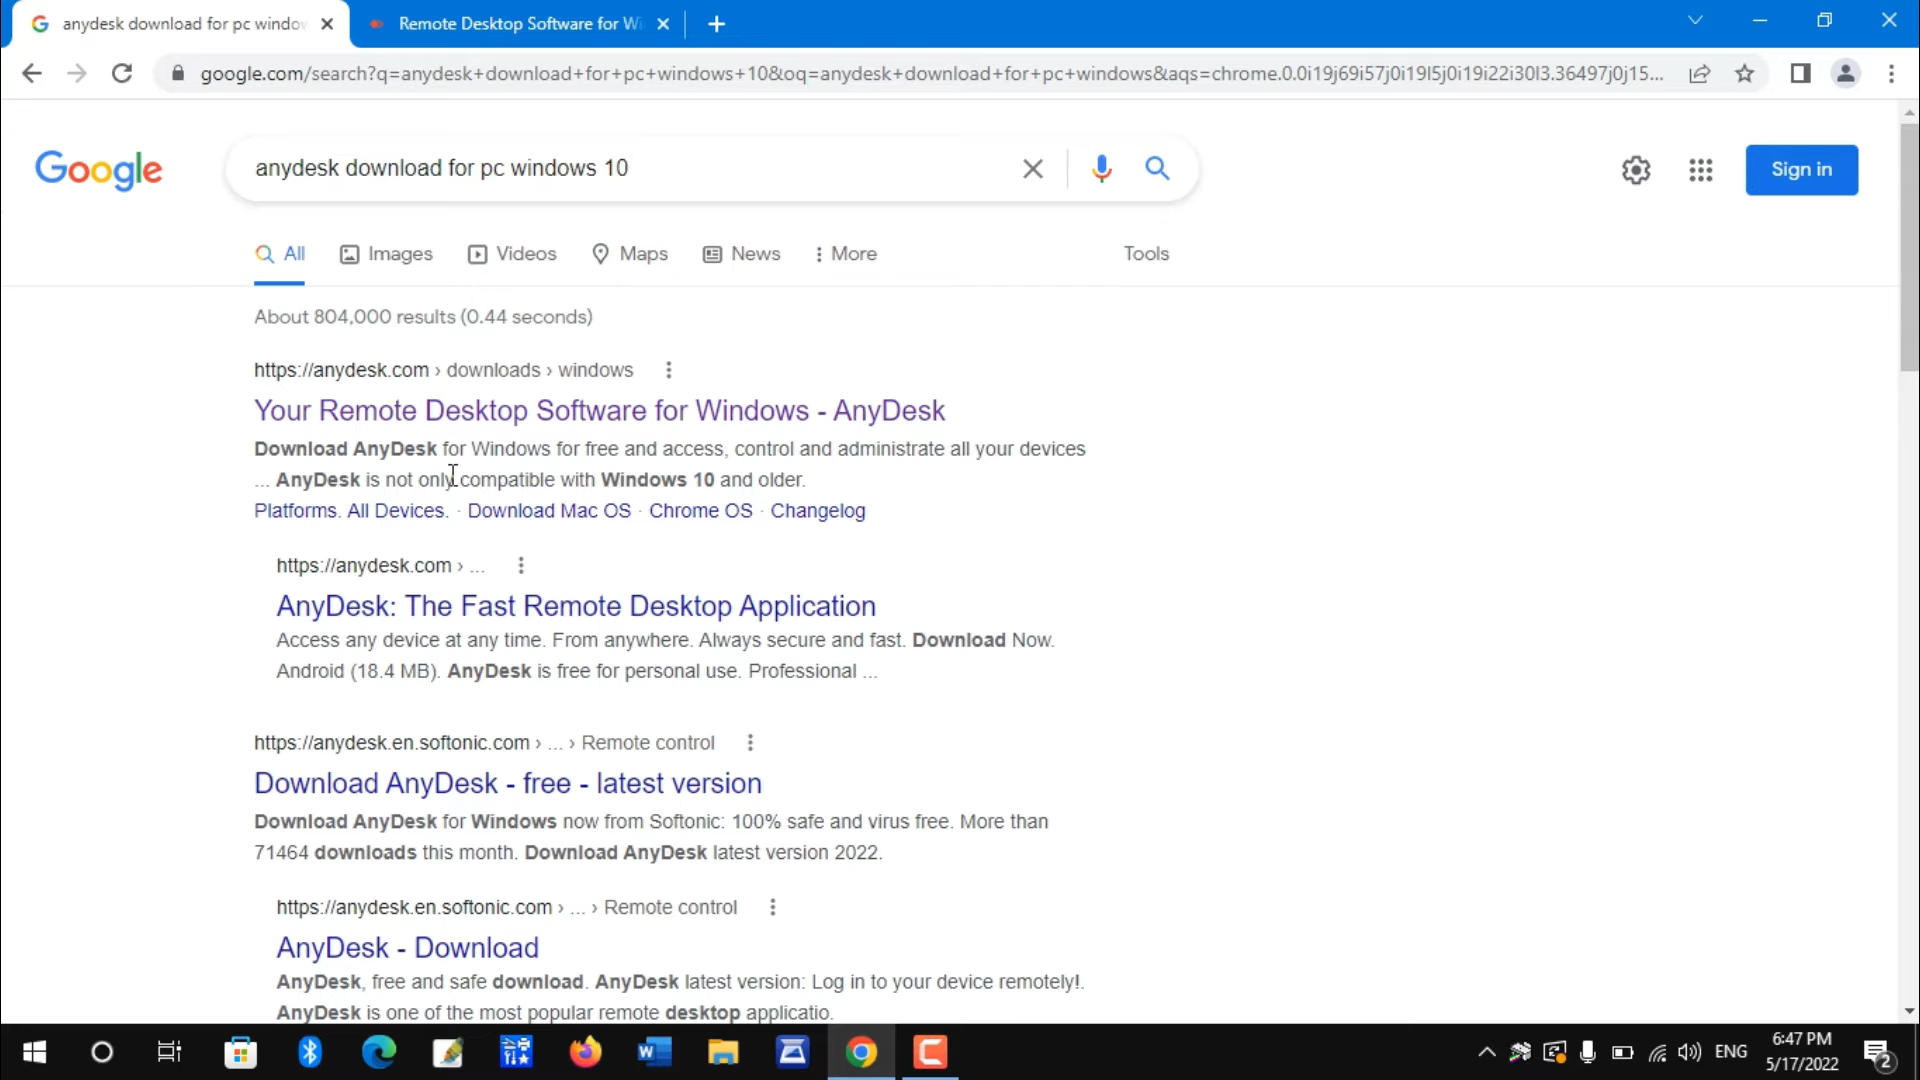 anydesk download for pc window
Remote Desktop Software for Wi
google.com/search?q=anydesk+download+for+pc+windows+10&oq=anydesk+download+for+pc+windows&aqs=chrome.0.0i19j69i57j0i19l5j0i19i22i30l3.36497j0j15...
Google
anydesk download for pc windows 10
Sign in
All
Images
Videos
Maps
News
More
Tools
About 804,000 results (0.44 seconds)
https://anydesk.com › downloads › windows
Your Remote Desktop Software for Windows - AnyDesk
Download AnyDesk for Windows for free and access, control and administrate all your devices
... AnyDesk is not only compatible with Windows 10 and older.
Platforms. All Devices. · Download Mac OS · Chrome OS · Changelog
https://anydesk.com › ...
AnyDesk: The Fast Remote Desktop Application
Access any device at any time. From anywhere. Always secure and fast. Download Now.
Android (18.4 MB). AnyDesk is free for personal use. Professional ...
https://anydesk.en.softonic.com › ... › Remote control
Download AnyDesk - free - latest version
Download AnyDesk for Windows now from Softonic: 100% safe and virus free. More than
71464 downloads this month. Download AnyDesk latest version 2022.
https://anydesk.en.softonic.com › ... › Remote control
AnyDesk - Download
AnyDesk, free and safe download. AnyDesk latest version: Log in to your device remotely!.
AnyDesk is one of the most popular remote desktop applicatio.
ENG
6:47 PM
5/17/2022
2